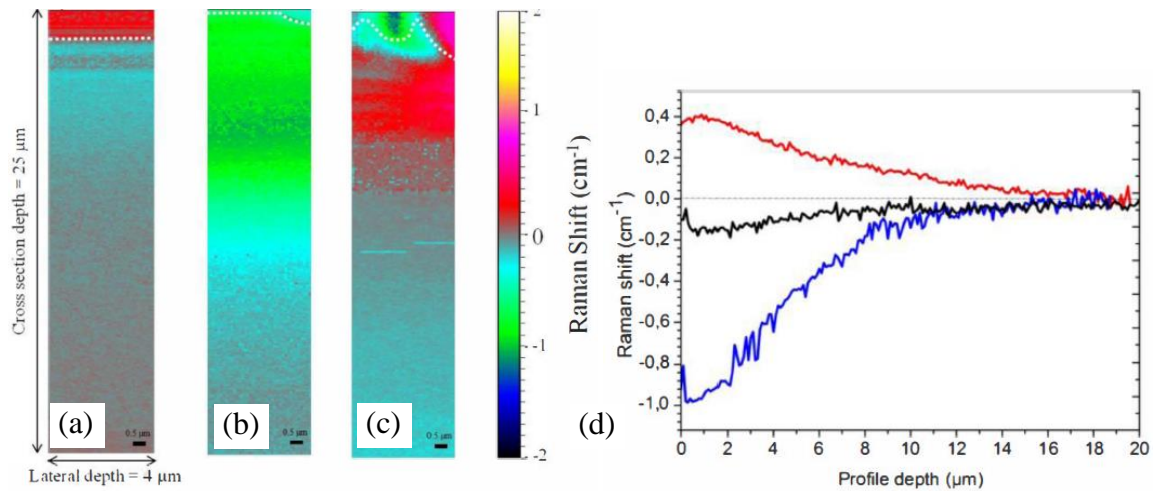 Cross section depth = 25 µm
(a)
0.5 µm
Lateral depth = 4 µm
(b)
0.5 µm
(c)
0.5 µm
2
1
0
-1
-2
Raman Shift (cm⁻¹)
(d)
Raman shift (cm⁻¹)
0,4
0,2
0,0
-0,2
-0,4
-0,6
-0,8
-1,0
0 2 4 6 8 10 12 14 16 18 20
Profile depth (µm)